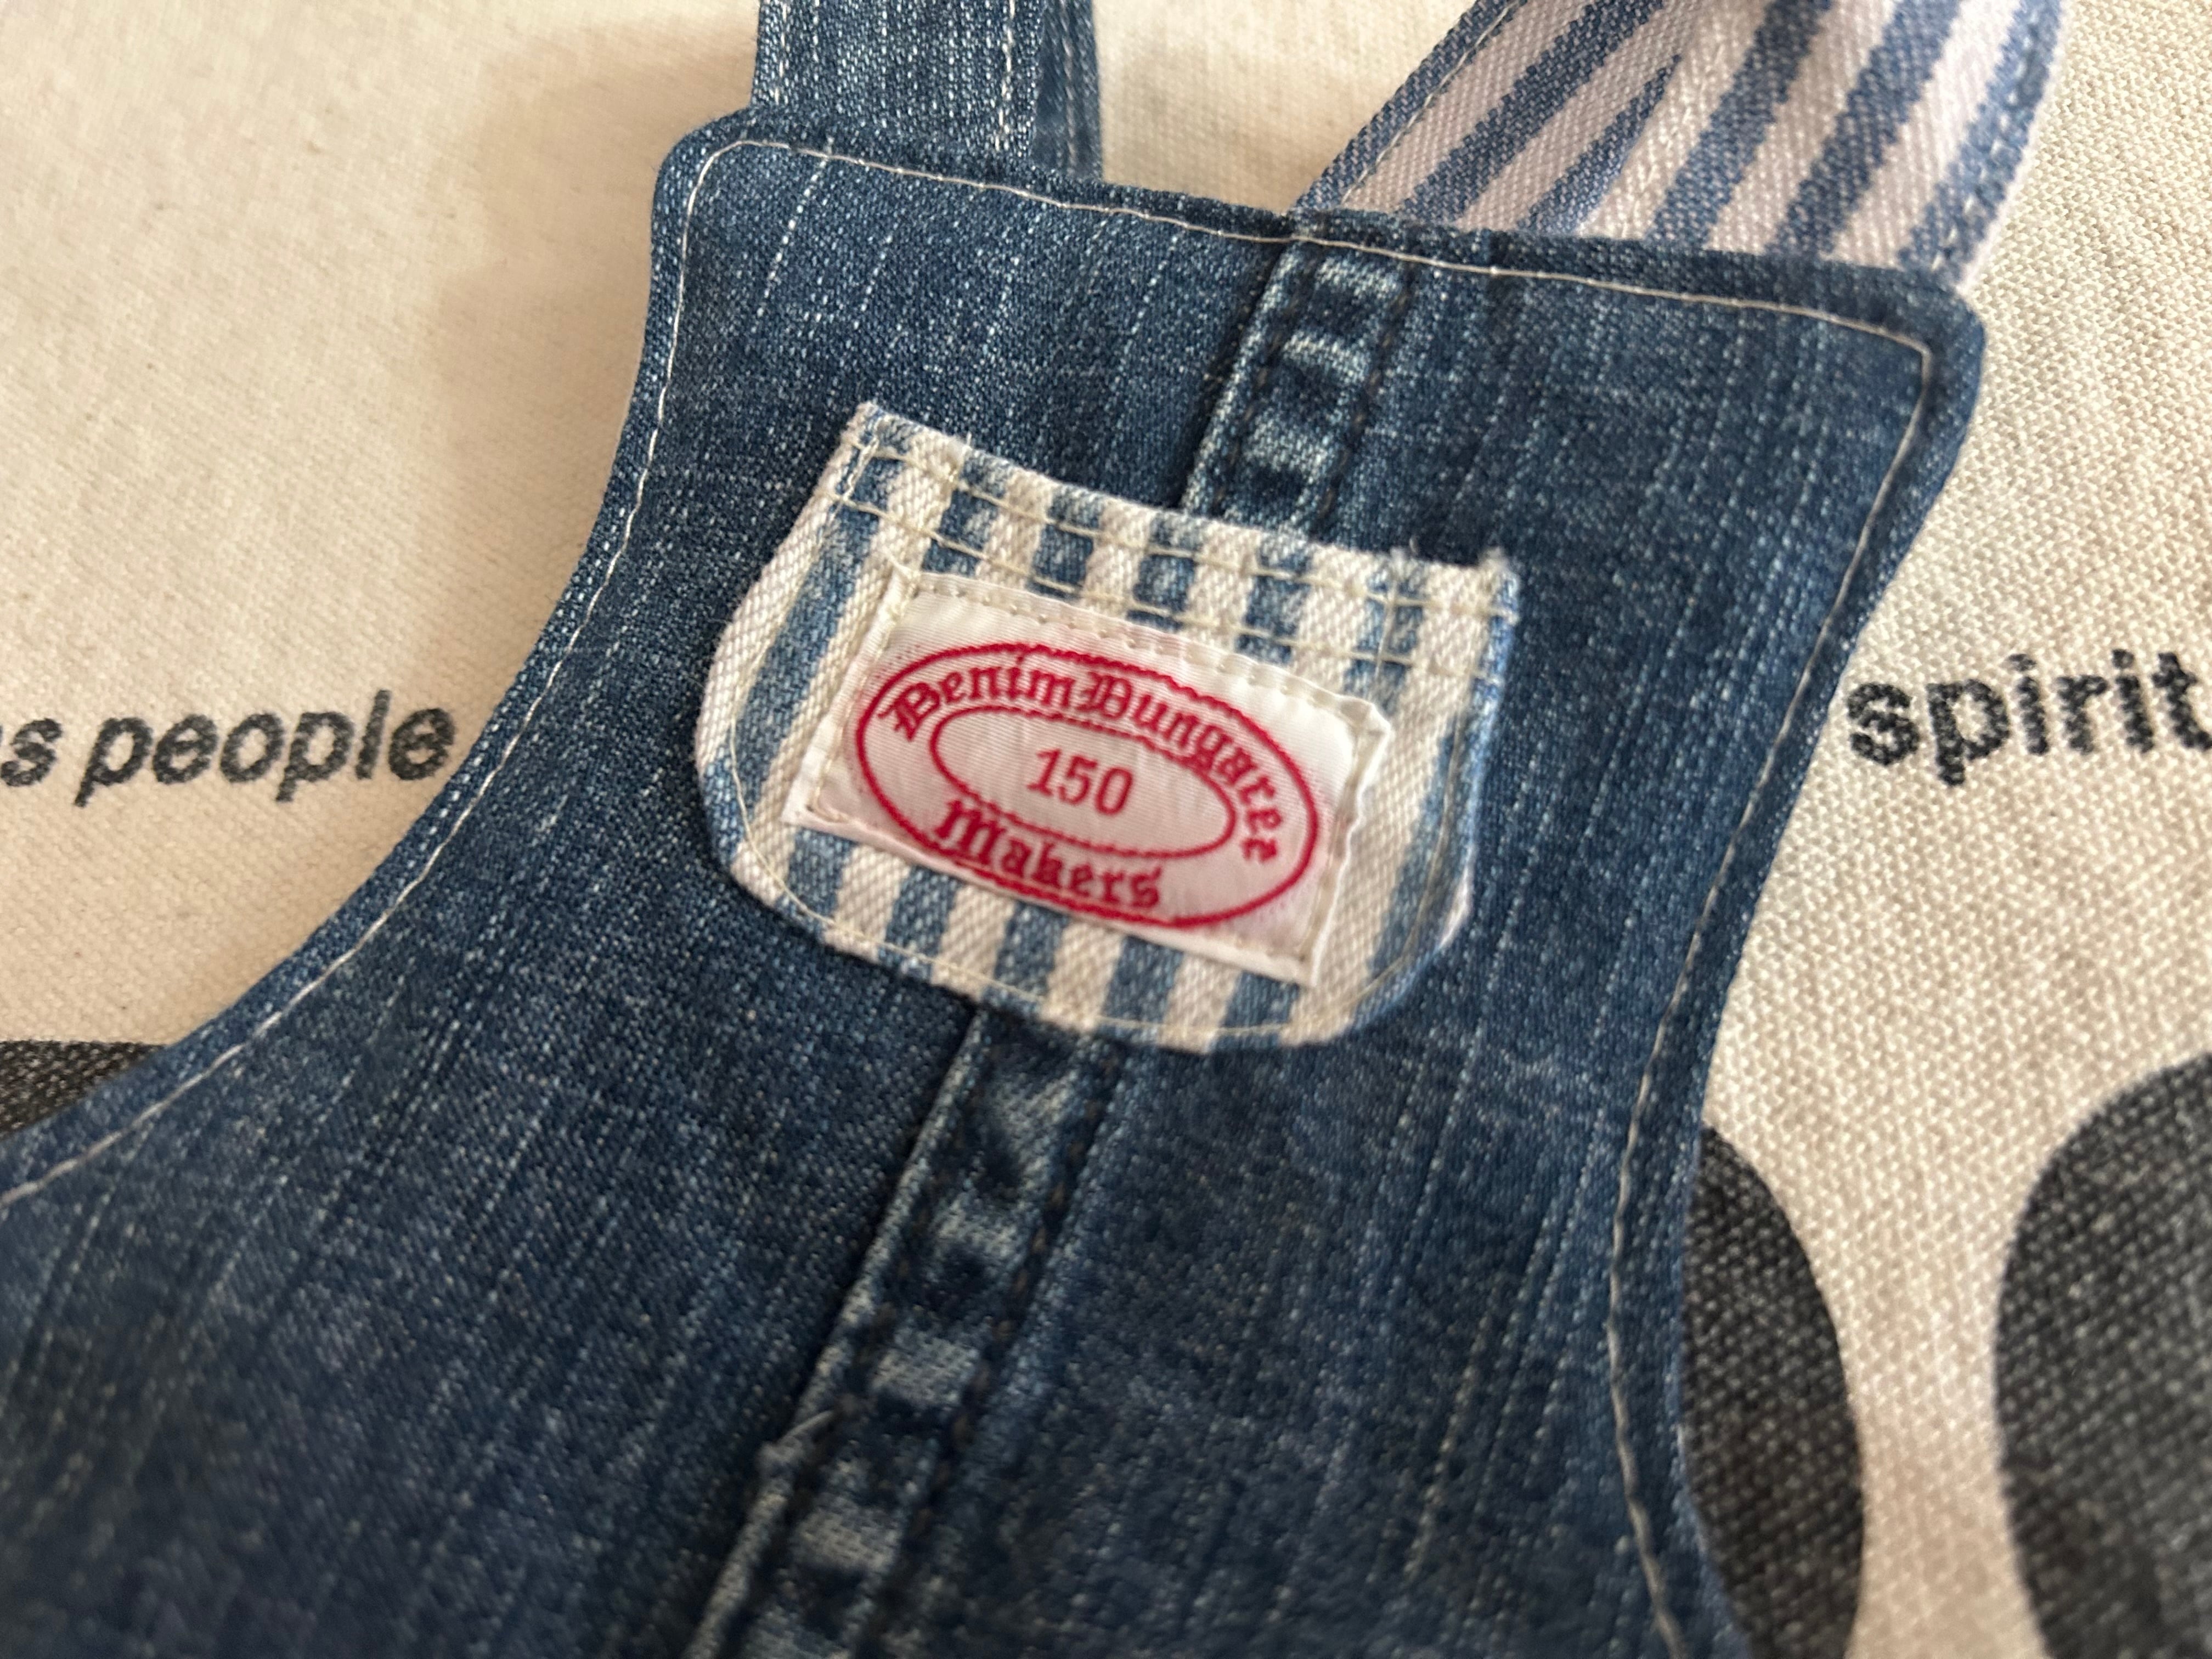 Denim Dungaree
150
Makers
people
spirit